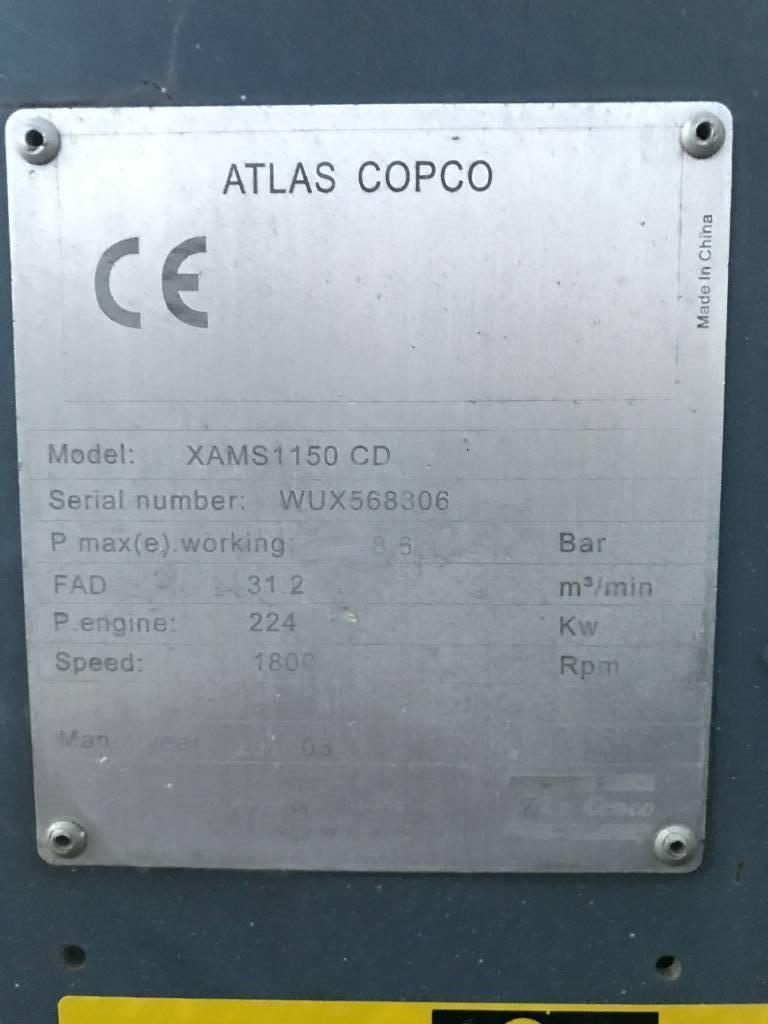 ATLAS COPCO
CE
Made In China
Model: XAMS1150 CD
Serial number: WUX568306
P max(e).working: 8.6 Bar
FAD 31.2 m³/min
P.engine: 224 Kw
Speed: 1800 Rpm
03